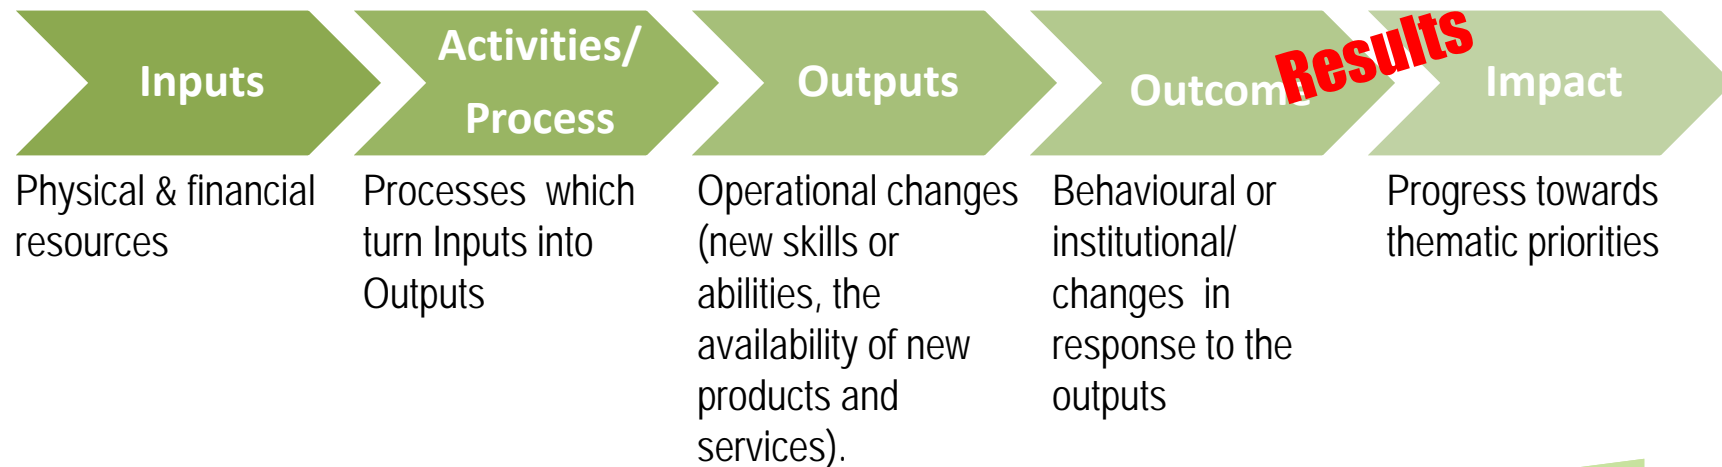 Inputs
Physical & financial
resources
Activities/
Process
Processes which
turn Inputs into
Outputs
Outputs
Operational changes
(new skills or
abilities, the
availability of new
products and
services).
Outcome
Behavioural or
institutional/
changes in
response to the
outputs
Results
Impact
Progress towards
thematic priorities